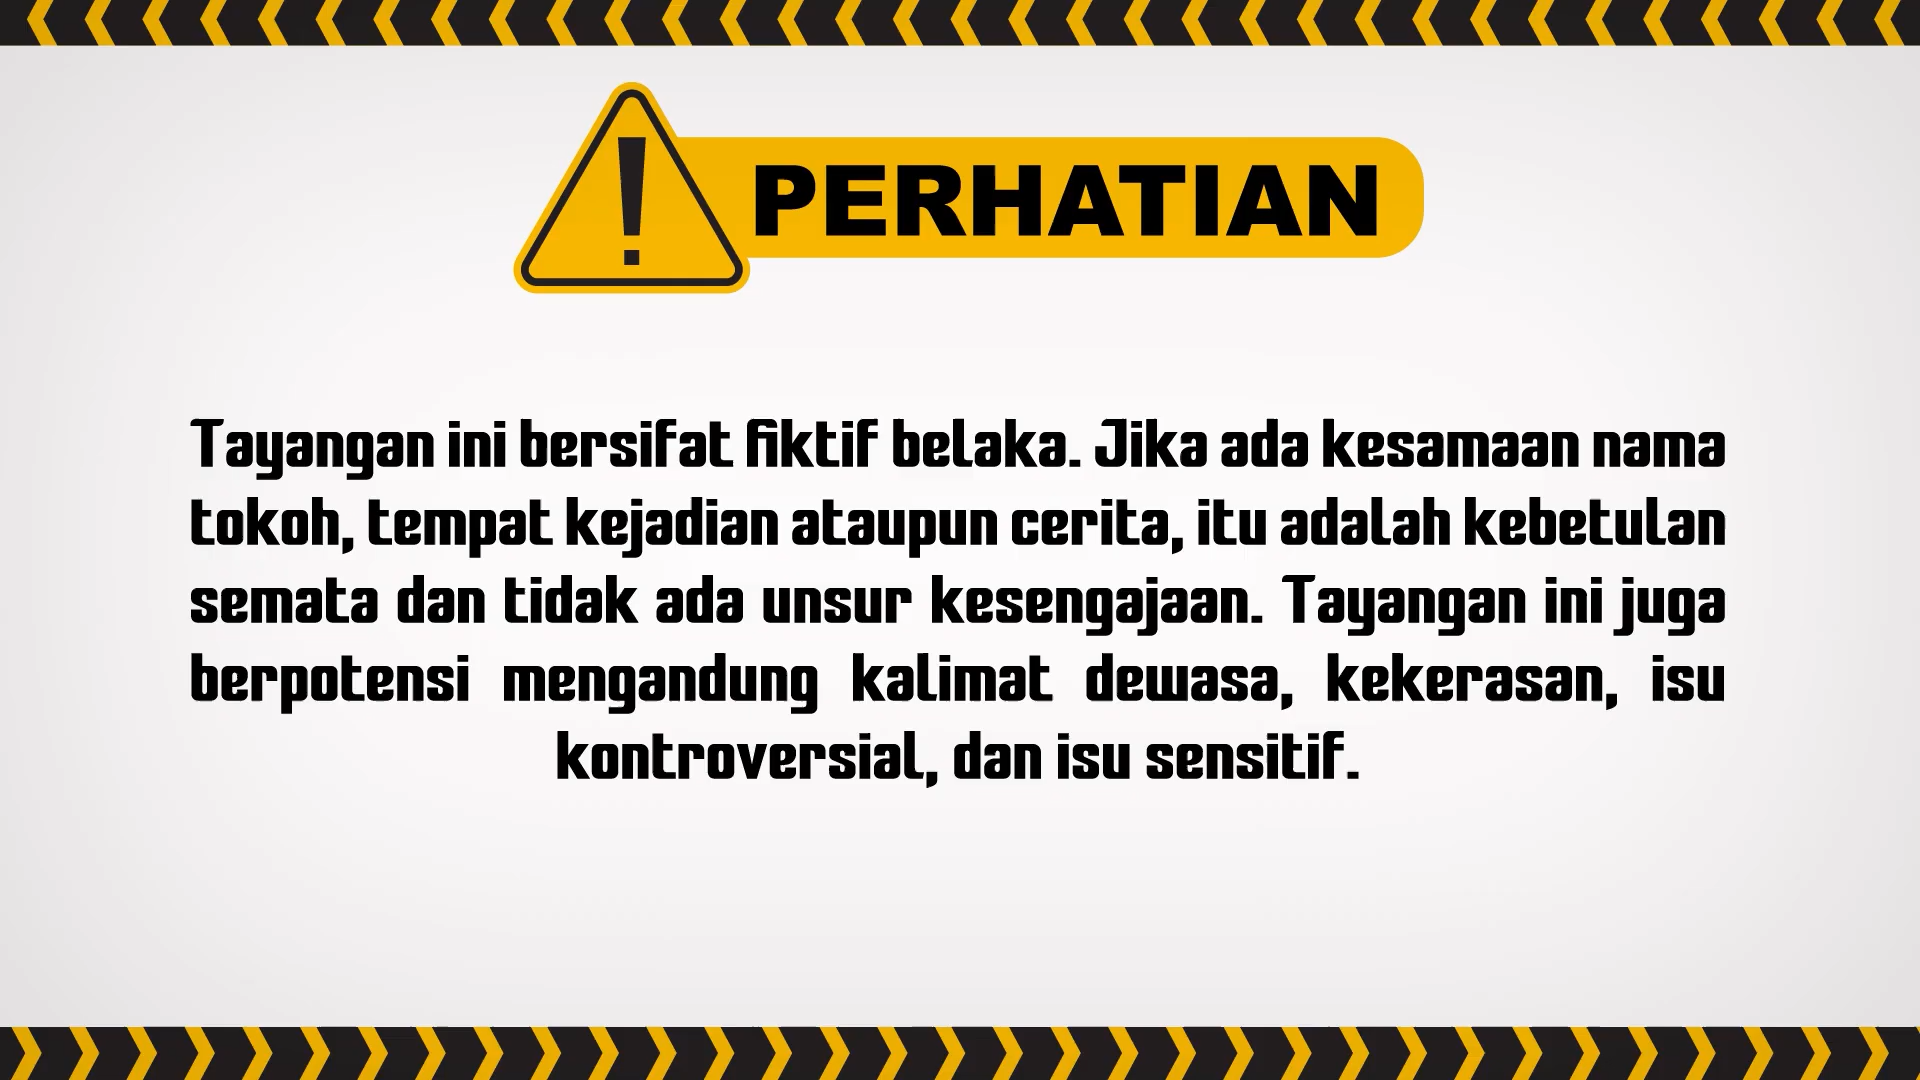 !
PERHATIAN
Tayangan ini bersifat fiktif belaka. Jika ada kesamaan nama
tokoh, tempat kejadian ataupun cerita, itu adalah kebetulan
semata dan tidak ada unsur kesengajaan. Tayangan ini juga
berpotensi mengandung kalimat dewasa, kekerasan, isu
kontroversial, dan isu sensitif.